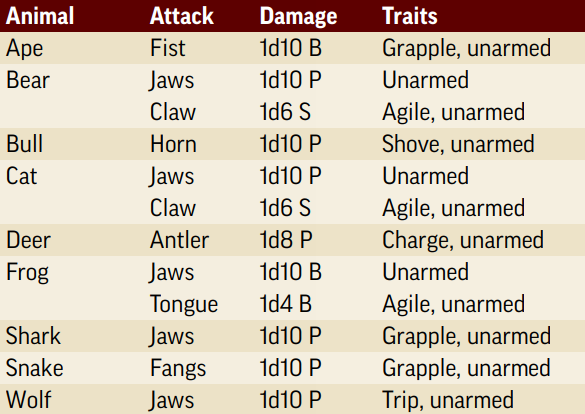 Animal Attack Damage Traits
Ape Fist 1d10 B Grapple, unarmed
Bear Jaws 1d10 P Unarmed
Claw 1d6 S Agile, unarmed
Bull Horn 1d10 P Shove, unarmed
Cat Jaws 1d10 P Unarmed
Claw 1d6 S Agile, unarmed
Deer Antler 1d8 P Charge, unarmed
Frog Jaws 1d10 B Unarmed
Tongue 1d4 B Agile, unarmed
Shark Jaws 1d10 P Grapple, unarmed
Snake Fangs 1d10 P Grapple, unarmed
Wolf Jaws 1d10 P Trip, unarmed